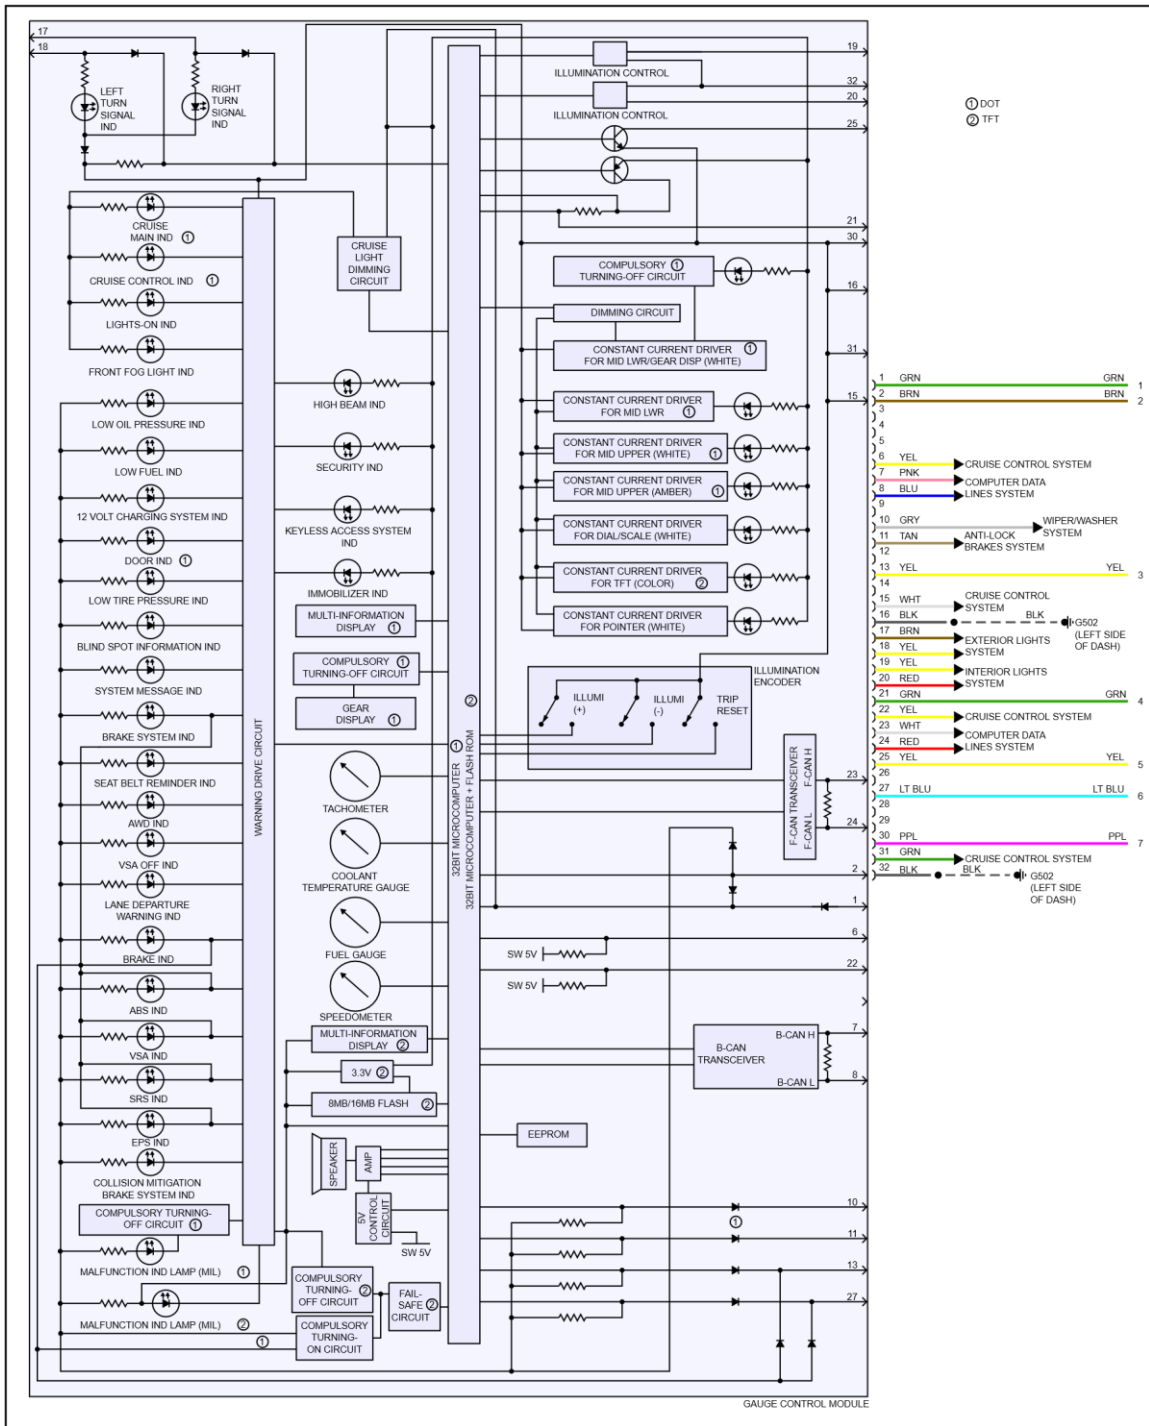 17
18
LEFT
TURN
SIGNAL
IND
RIGHT
TURN
SIGNAL
IND
CRUISE
MAIN IND ①
CRUISE CONTROL IND ①
LIGHTS-ON IND
FRONT FOG LIGHT IND
LOW OIL PRESSURE IND
LOW FUEL IND
12 VOLT CHARGING SYSTEM IND
DOOR IND ①
LOW TIRE PRESSURE IND
BLIND SPOT INFORMATION IND
SYSTEM MESSAGE IND
BRAKE SYSTEM IND
SEAT BELT REMINDER IND
AWD IND
VSA OFF IND
LANE DEPARTURE
WARNING IND
BRAKE IND
ABS IND
VSA IND
SRS IND
EPS IND
COLLISION MITIGATION
BRAKE SYSTEM IND
COMPULSORY TURNING-
OFF CIRCUIT ①
MALFUNCTION IND LAMP (MIL) ①
MALFUNCTION IND LAMP (MIL) ②
①
WARNING DRIVE CIRCUIT
CRUISE
LIGHT
DIMMING
CIRCUIT
HIGH BEAM IND
SECURITY IND
KEYLESS ACCESS SYSTEM
IND
IMMOBILIZER IND
MULTI-INFORMATION
DISPLAY ①
COMPULSORY ①
TURNING-OFF CIRCUIT
GEAR
DISPLAY ①
TACHOMETER
COOLANT
TEMPERATURE GAUGE
FUEL GAUGE
SPEEDOMETER
MULTI-INFORMATION
DISPLAY ②
3.3V ②
8MB/16MB FLASH ②
SPEAKER
AMP
5V
CONTROL
CIRCUIT
SW 5V
COMPULSORY
TURNING- ②
OFF CIRCUIT
FAIL-
SAFE ②
CIRCUIT
COMPULSORY
TURNING-
ON CIRCUIT
① 32BIT MICROCOMPUTER
② 32BIT MICROCOMPUTER + FLASH ROM
ILLUMINATION CONTROL
ILLUMINATION CONTROL
COMPULSORY ①
TURNING-OFF CIRCUIT
DIMMING CIRCUIT
CONSTANT CURRENT DRIVER ①
FOR MID LWR/GEAR DISP (WHITE)
CONSTANT CURRENT DRIVER
FOR MID LWR ①
CONSTANT CURRENT DRIVER
FOR MID UPPER (WHITE) ①
CONSTANT CURRENT DRIVER
FOR MID UPPER (AMBER) ①
CONSTANT CURRENT DRIVER
FOR DIAL/SCALE (WHITE)
CONSTANT CURRENT DRIVER
FOR TFT (COLOR) ②
CONSTANT CURRENT DRIVER
FOR POINTER (WHITE)
ILLUMINATION
ENCODER
ILLUMI
(+)
ILLUMI
(-)
TRIP
RESET
F-CAN TRANSCEIVER
F-CAN L F-CAN H
SW 5V
SW 5V
B-CAN H
B-CAN
TRANSCEIVER
B-CAN L
EEPROM
①
19
32
20
25
21
30
16
31
15
23
24
2
1
6
22
7
8
10
11
13
27
GAUGE CONTROL MODULE
① DOT
② TFT
1 GRN GRN 1
2 BRN BRN 2
3
4
5
6 YEL CRUISE CONTROL SYSTEM
7 PNK COMPUTER DATA
8 BLU LINES SYSTEM
9
10 GRY WIPER/WASHER
SYSTEM
11 TAN ANTI-LOCK
BRAKES SYSTEM
12
13 YEL YEL 3
14
15 WHT CRUISE CONTROL
SYSTEM
16 BLK BLK G502
(LEFT SIDE
OF DASH)
17 BRN EXTERIOR LIGHTS
18 YEL SYSTEM
19 YEL INTERIOR LIGHTS
20 RED SYSTEM
21 GRN GRN 4
22 YEL CRUISE CONTROL SYSTEM
23 WHT COMPUTER DATA
24 RED LINES SYSTEM
25 YEL YEL 5
26
27 LT BLU LT BLU 6
28
29
30 PPL PPL 7
31 GRN CRUISE CONTROL SYSTEM
32 BLK BLK G502
(LEFT SIDE
OF DASH)